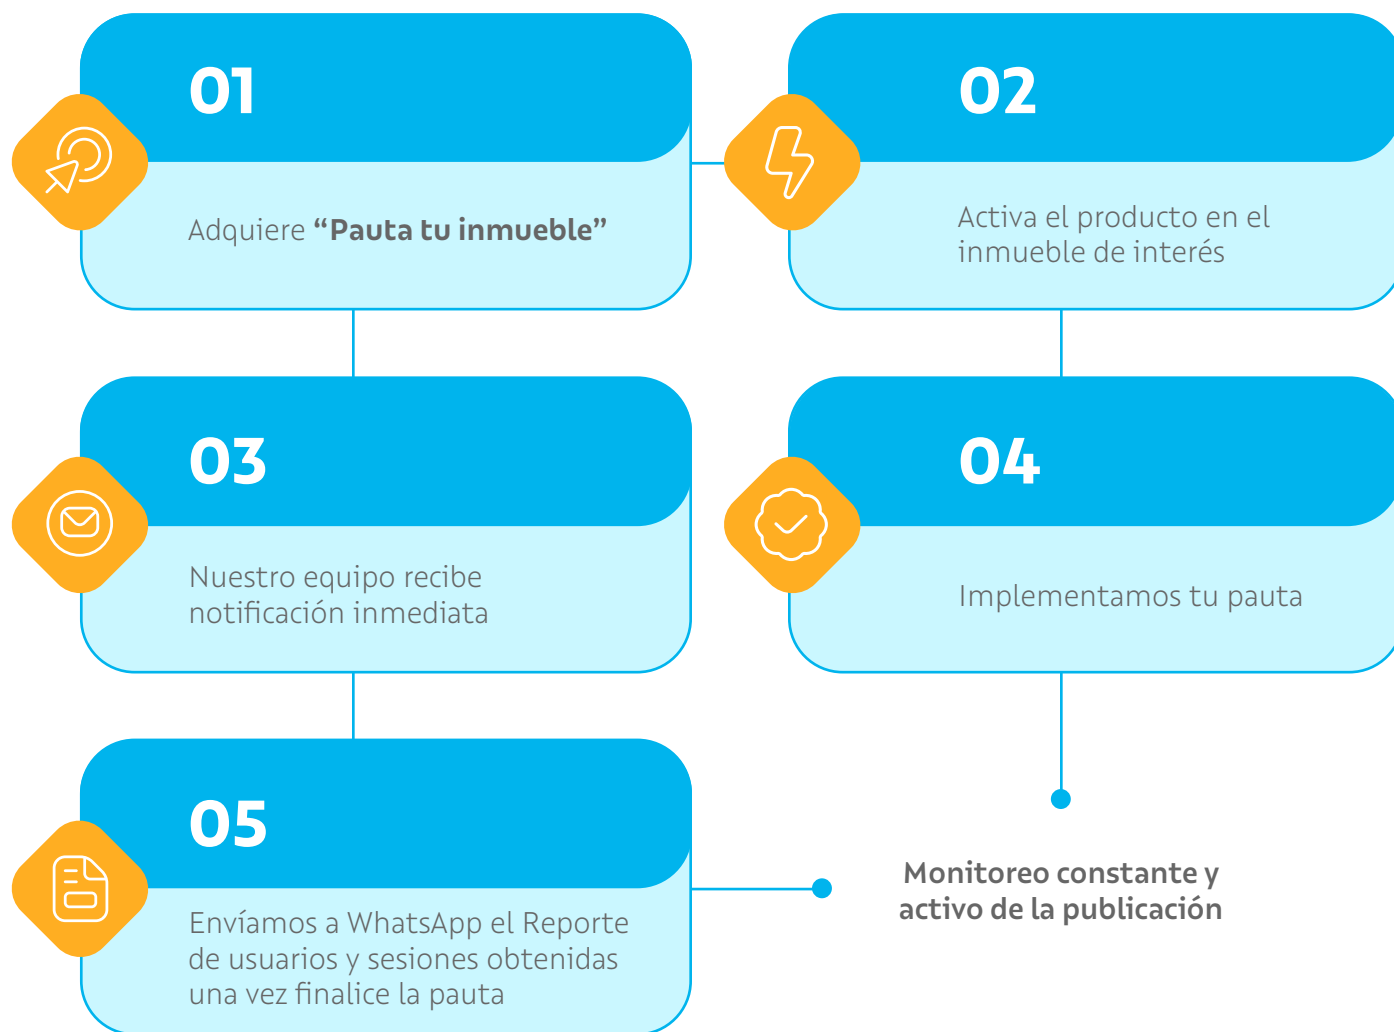 01
Adquiere “Pauta tu inmueble”
02
Activa el producto en el
inmueble de interés
03
Nuestro equipo recibe
notificación inmediata
04
Implementamos tu pauta
05
Envíamos a WhatsApp el Reporte
de usuarios y sesiones obtenidas
una vez finalice la pauta
Monitoreo constante y
activo de la publicación